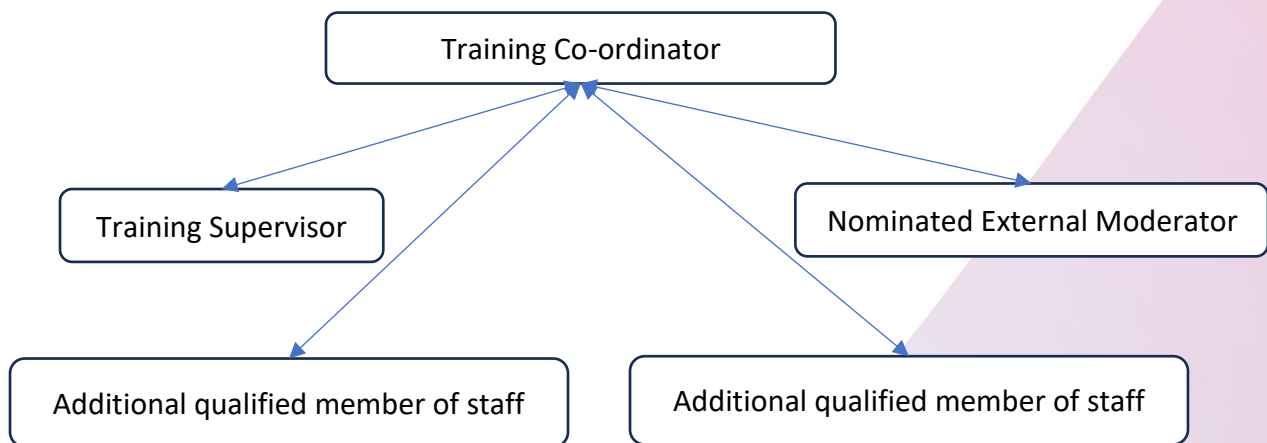 Training Co-ordinator
Training Supervisor
Nominated External Moderator
Additional qualified member of staff
Additional qualified member of staff